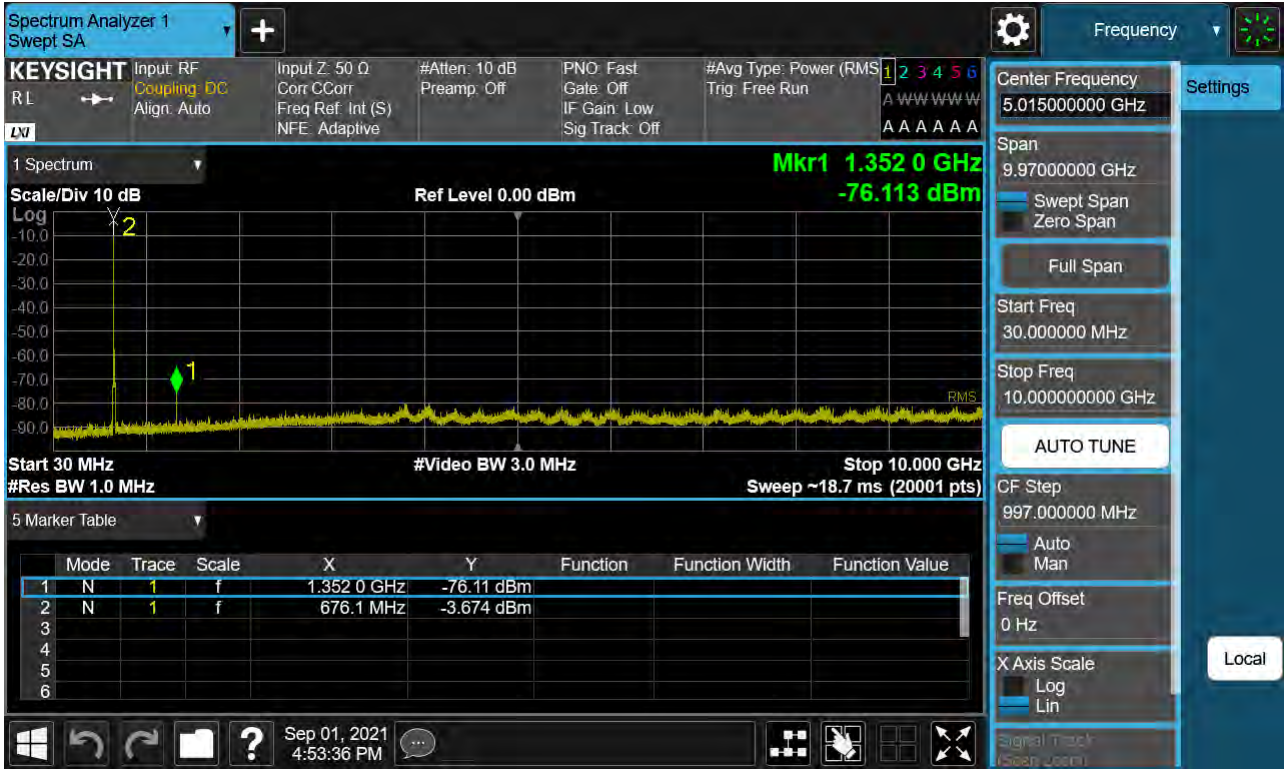 Spectrum Analyzer 1
Swept SA
+
Frequency
KEYSIGHT
R L
LXI
Input: RF
Coupling: DC
Align: Auto
Input Z: 50 Ω
Corr CCorr
Freq Ref: Int (S)
NFE: Adaptive
#Atten: 10 dB
Preamp: Off
PNO: Fast
Gate: Off
IF Gain: Low
Sig Track: Off
#Avg Type: Power (RMS
Trig: Free Run
1 2 3 4 5 6
A W W W W W
A A A A A A
1 Spectrum
Mkr1 1.352 0 GHz
-76.113 dBm
Scale/Div 10 dB
Ref Level 0.00 dBm
Log
2
-10.0
-20.0
-30.0
-40.0
-50.0
-60.0
1
-70.0
-80.0
RMS
-90.0
Start 30 MHz
#Video BW 3.0 MHz
Stop 10.000 GHz
#Res BW 1.0 MHz
Sweep ~18.7 ms (20001 pts)
5 Marker Table
Mode Trace Scale X Y Function Function Width Function Value
1 N 1 f 1.352 0 GHz -76.11 dBm
2 N 1 f 676.1 MHz -3.674 dBm
3
4
5
6
Center Frequency
5.015000000 GHz
Span
9.97000000 GHz
Swept Span
Zero Span
Full Span
Start Freq
30.000000 MHz
Stop Freq
10.000000000 GHz
AUTO TUNE
CF Step
997.000000 MHz
Auto
Man
Freq Offset
0 Hz
X Axis Scale
Log
Lin
Signal Track
(Span Zoom)
Settings
Local
?
Sep 01, 2021
4:53:36 PM